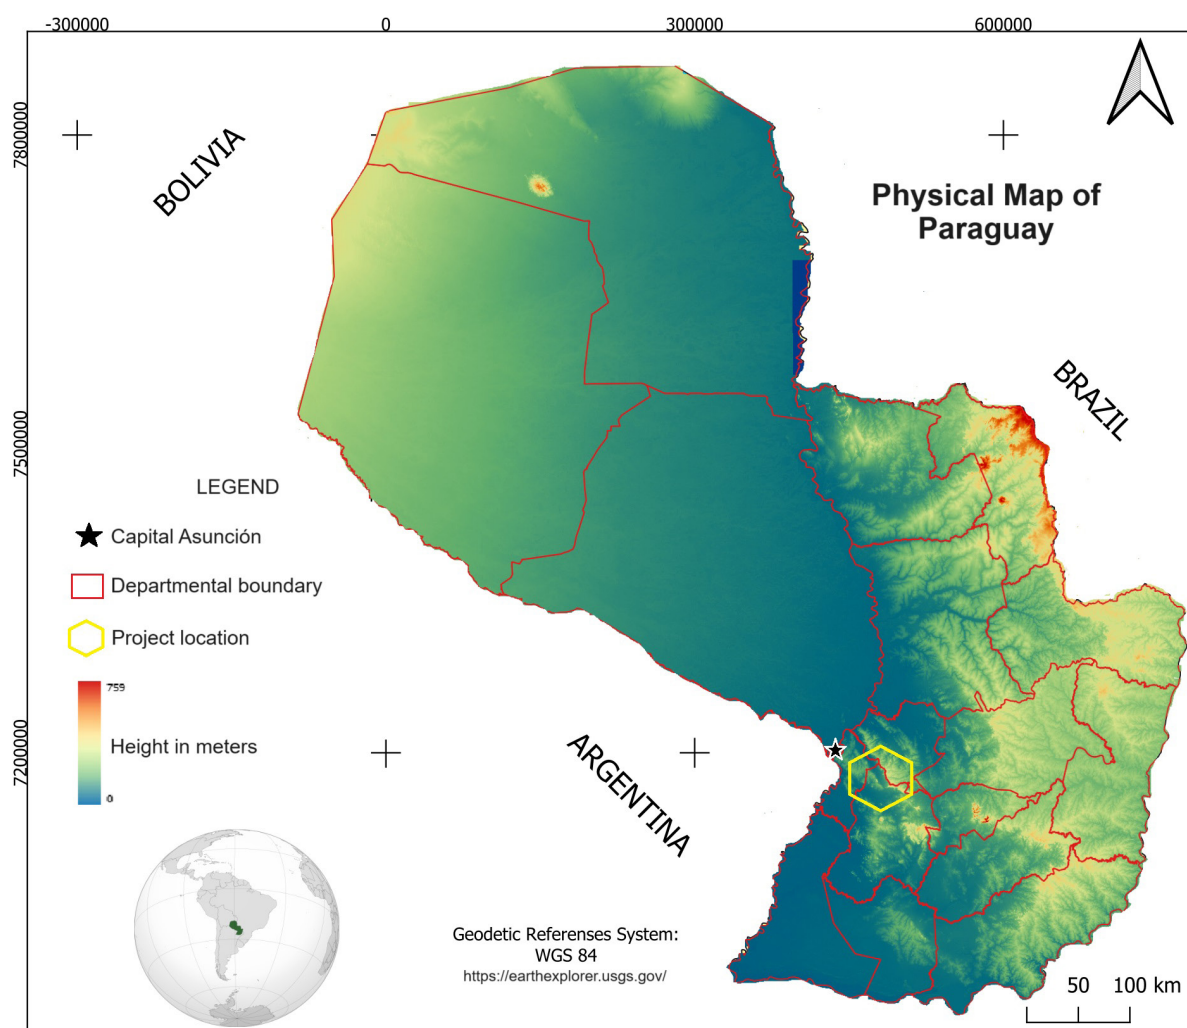 -300000
0
300000
600000
7800000
7500000
7200000
BOLIVIA
Physical Map of
Paraguay
BRAZIL
LEGEND
Capital Asunción
Departmental boundary
Project location
759
Height in meters
0
ARGENTINA
Geodetic Referenses System:
WGS 84
https://earthexplorer.usgs.gov/
50 100 km